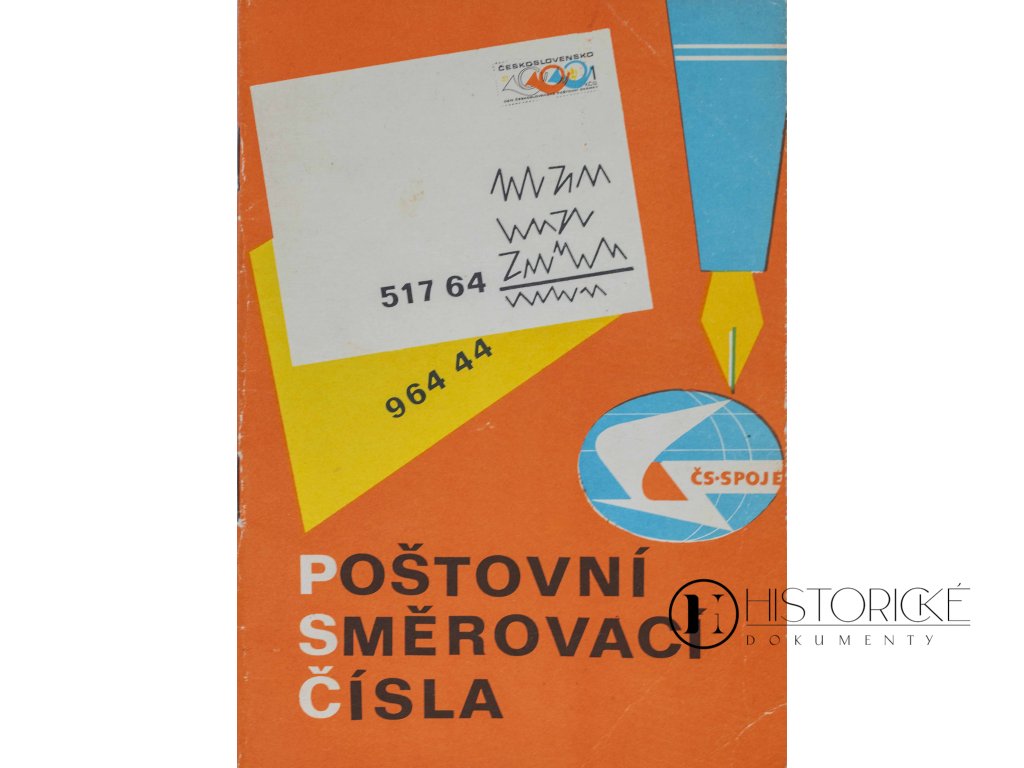 ČESKOSLOVENSKO
517 64
964 44
ČS·SPOJE
POŠTOVNÍ
SMĚROVACÍ
ČÍSLA
HISTORICKÉ
DOKUMENTY